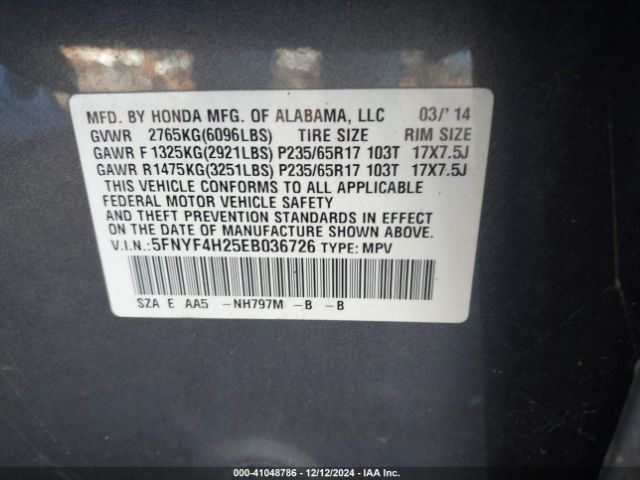 MFD. BY HONDA MFG. OF ALABAMA, LLC 03/'14
GVWR 2765KG(6096LBS) TIRE SIZE RIM SIZE
GAWR F 1325KG(2921LBS) P235/65R17 103T 17X7.5J
GAWR R1475KG(3251LBS) P235/65R17 103T 17X7.5J
THIS VEHICLE CONFORMS TO ALL APPLICABLE
FEDERAL MOTOR VEHICLE SAFETY
AND THEFT PREVENTION STANDARDS IN EFFECT
ON THE DATE OF MANUFACTURE SHOWN ABOVE.
V.I.N.:5FNYF4H25EB036726 TYPE: MPV
SZA E AA5 -NH797M -B -B
000-41048786 - 12/12/2024 - IAA Inc.